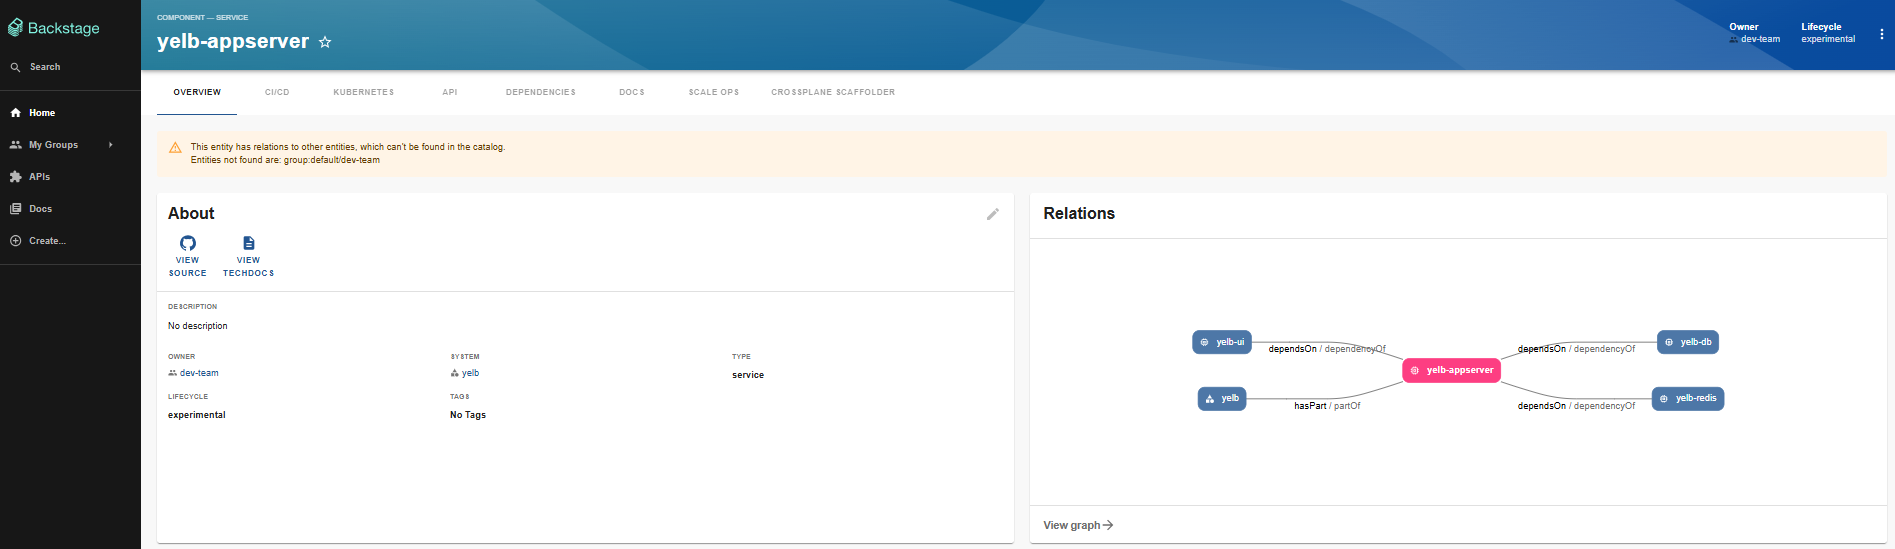 Backstage
Search
Home
My Groups
APIs
Docs
Create...
COMPONENT — SERVICE
yelb-appserver
Owner
dev-team
Lifecycle
experimental
OVERVIEW
CI/CD
KUBERNETES
API
DEPENDENCIES
DOCS
SCALE OPS
CROSSPLANE SCAFFOLDER
This entity has relations to other entities, which can't be found in the catalog.
Entities not found are: group:default/dev-team
About
VIEW
SOURCE
VIEW
TECHDOCS
DESCRIPTION
No description
OWNER
dev-team
SYSTEM
yelb
TYPE
service
LIFECYCLE
experimental
TAGS
No Tags
Relations
yelb-ui
dependsOn / dependencyOf
yelb
hasPart / partOf
yelb-appserver
dependsOn / dependencyOf
yelb-db
dependsOn / dependencyOf
yelb-redis
View graph